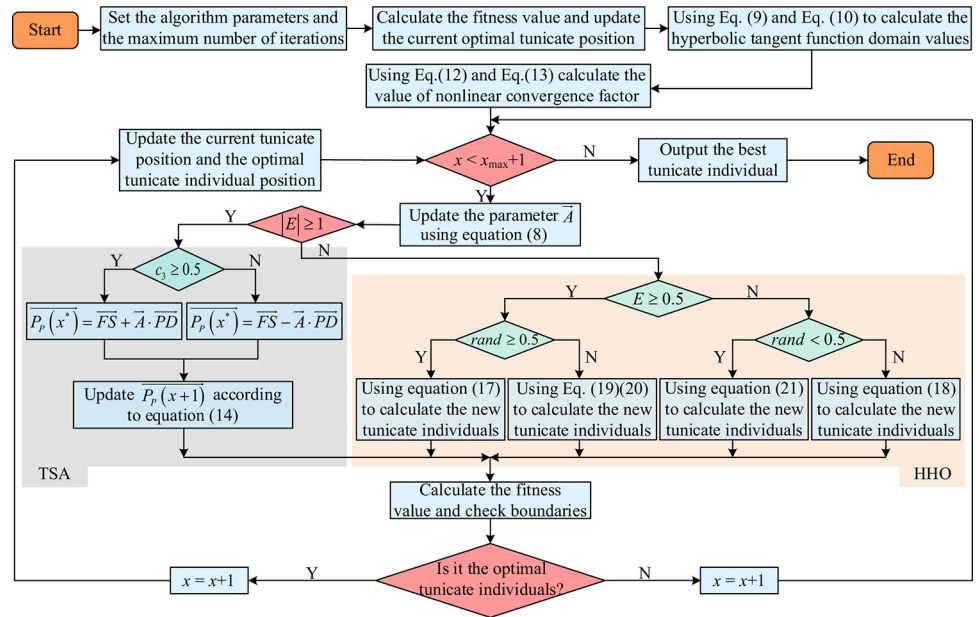 Start
Set the algorithm parameters and
the maximum number of iterations
Calculate the fitness value and update
the current optimal tunicate position
Using Eq. (9) and Eq. (10) to calculate the
hyperbolic tangent function domain values
Using Eq.(12) and Eq.(13) calculate the
value of nonlinear convergence factor
Update the current tunicate
position and the optimal
tunicate individual position
x < xmax+1
N
Output the best
tunicate individual
End
Y
Update the parameter A⃗
using equation (8)
|E| ≥ 1
Y
N
c₃ ≥ 0.5
Y
N
P⃗P(x*) = F⃗S + A⃗ · P⃗D
P⃗P(x*) = F⃗S − A⃗ · P⃗D
Update P⃗P(x+1) according
to equation (14)
TSA
E ≥ 0.5
Y
N
rand ≥ 0.5
Y
N
rand < 0.5
Y
N
Using equation (17)
to calculate the new
tunicate individuals
Using Eq. (19)(20)
to calculate the new
tunicate individuals
Using equation (21)
to calculate the new
tunicate individuals
Using equation (18)
to calculate the new
tunicate individuals
HHO
Calculate the fitness
value and check boundaries
Is it the optimal
tunicate individuals?
Y
x = x+1
N
x = x+1